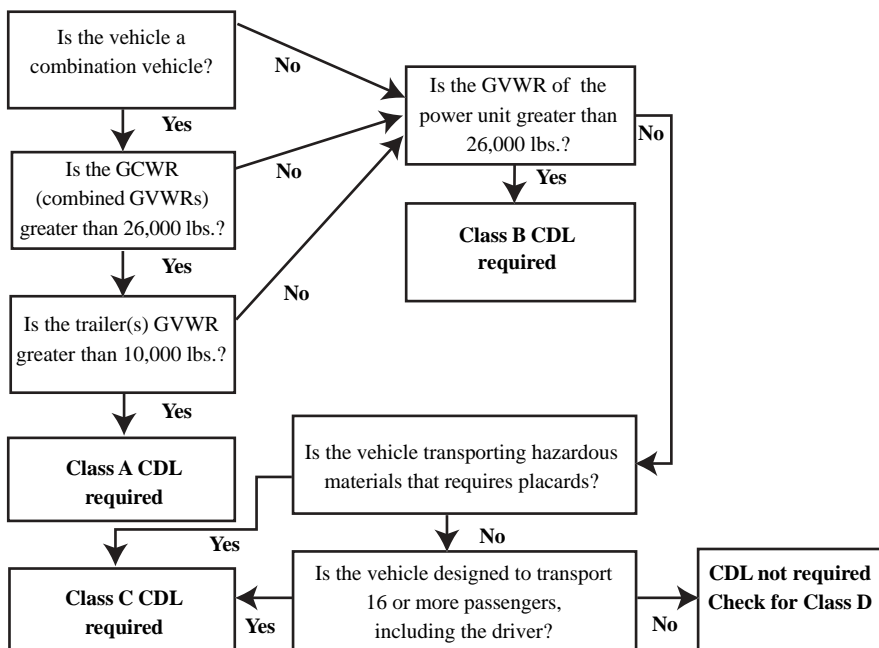 Is the vehicle a
combination vehicle?
No
Is the GVWR of the
power unit greater than
26,000 lbs.?
No
Yes
Is the GCWR
(combined GVWRs)
greater than 26,000 lbs.?
No
Yes
Class B CDL
required
Yes
No
Is the trailer(s) GVWR
greater than 10,000 lbs.?
Yes
Class A CDL
required
Is the vehicle transporting hazardous
materials that requires placards?
Yes
No
Class C CDL
required
Yes
Is the vehicle designed to transport
16 or more passengers,
including the driver?
No
CDL not required
Check for Class D